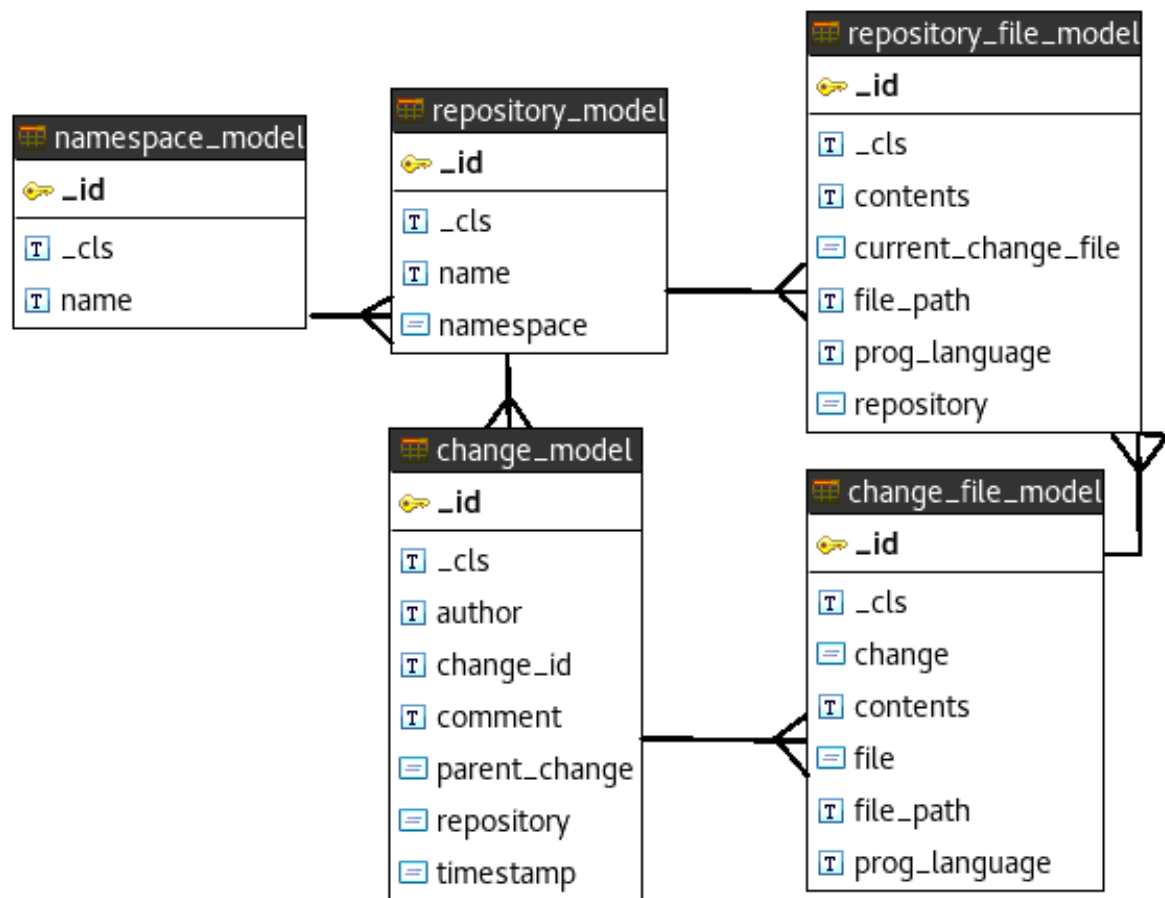 namespace_model
_id
_cls
name
repository_model
_id
_cls
name
namespace
repository_file_model
_id
_cls
contents
current_change_file
file_path
prog_language
repository
change_model
_id
_cls
author
change_id
comment
parent_change
repository
timestamp
change_file_model
_id
_cls
change
contents
file
file_path
prog_language